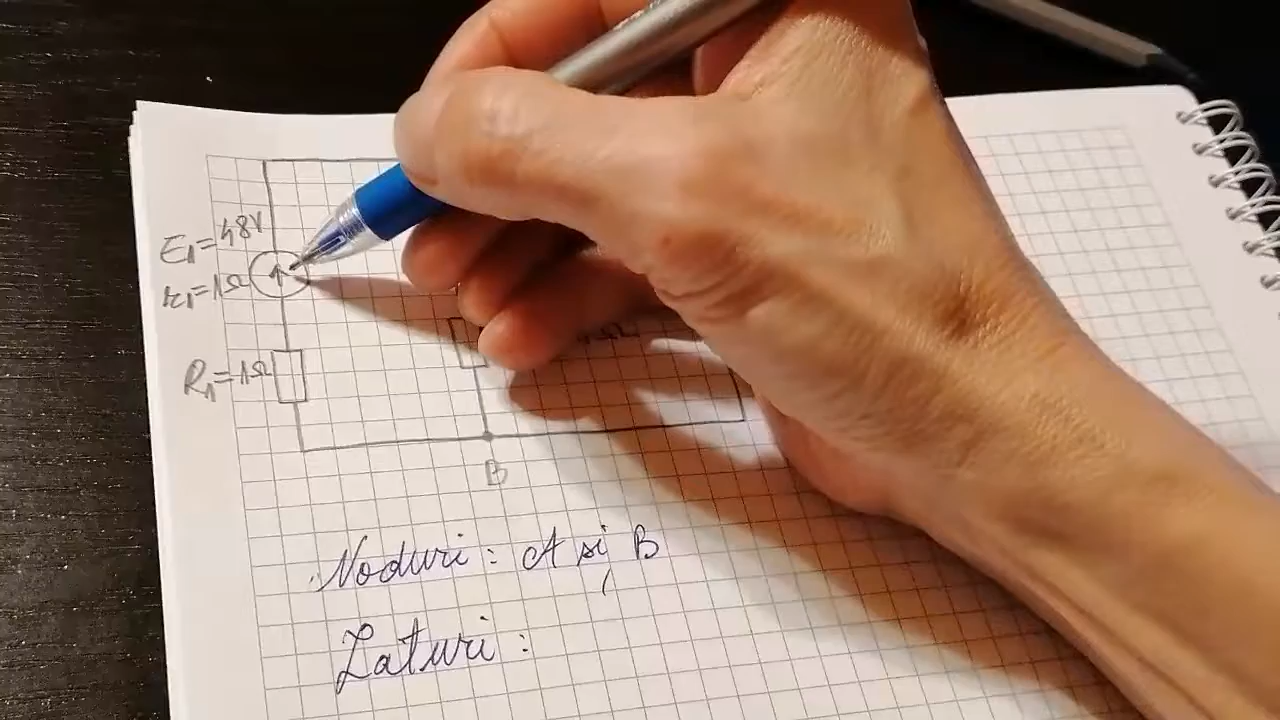 E1=48V
r1=1Ω
R1=1Ω
B
Noduri: A și B
Laturi: